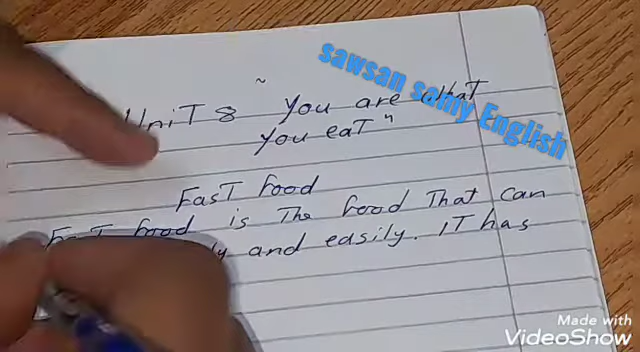 sawsan samy English
Unit 8 " You are what
You eat "
Fast food
Fast food is The food That can
and easily. IT has
Made with
VideoShow